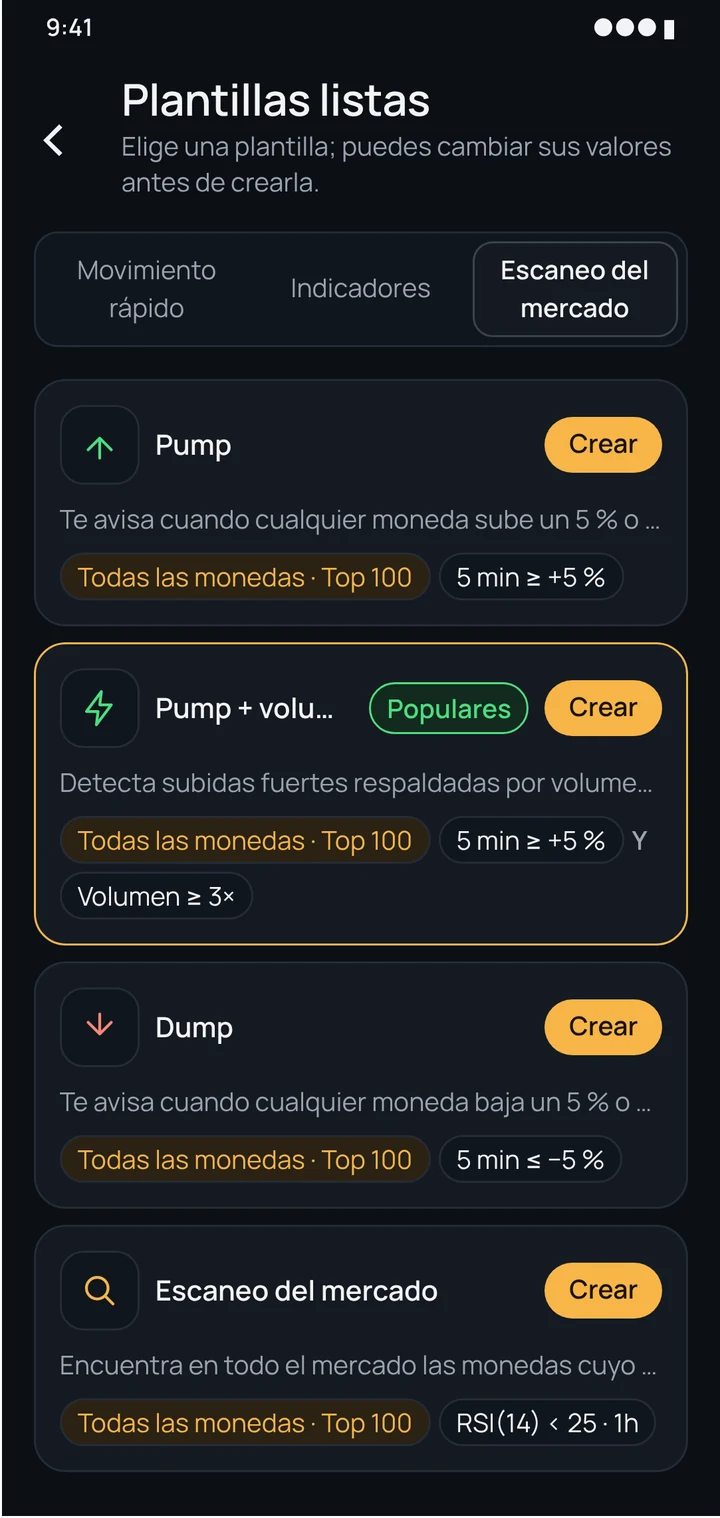 9:41
Plantillas listas
Elige una plantilla; puedes cambiar sus valores
antes de crearla.
Movimiento
rápido
Indicadores
Escaneo del
mercado
Pump
Crear
Te avisa cuando cualquier moneda sube un 5 % o …
Todas las monedas · Top 100
5 min ≥ +5 %
Pump + volu…
Populares
Crear
Detecta subidas fuertes respaldadas por volume…
Todas las monedas · Top 100
5 min ≥ +5 %
Y
Volumen ≥ 3×
Dump
Crear
Te avisa cuando cualquier moneda baja un 5 % o …
Todas las monedas · Top 100
5 min ≤ −5 %
Escaneo del mercado
Crear
Encuentra en todo el mercado las monedas cuyo …
Todas las monedas · Top 100
RSI(14) < 25 · 1h